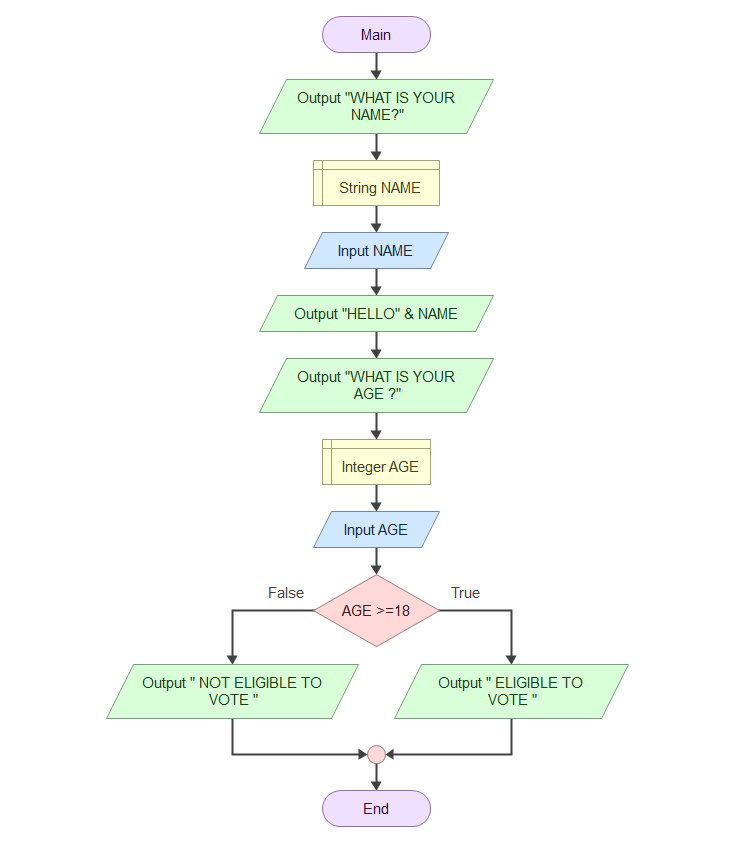 Main
Output "WHAT IS YOUR
NAME?"
String NAME
Input NAME
Output "HELLO" & NAME
Output "WHAT IS YOUR
AGE ?"
Integer AGE
Input AGE
False
True
AGE >=18
Output " NOT ELIGIBLE TO
VOTE "
Output " ELIGIBLE TO
VOTE "
End